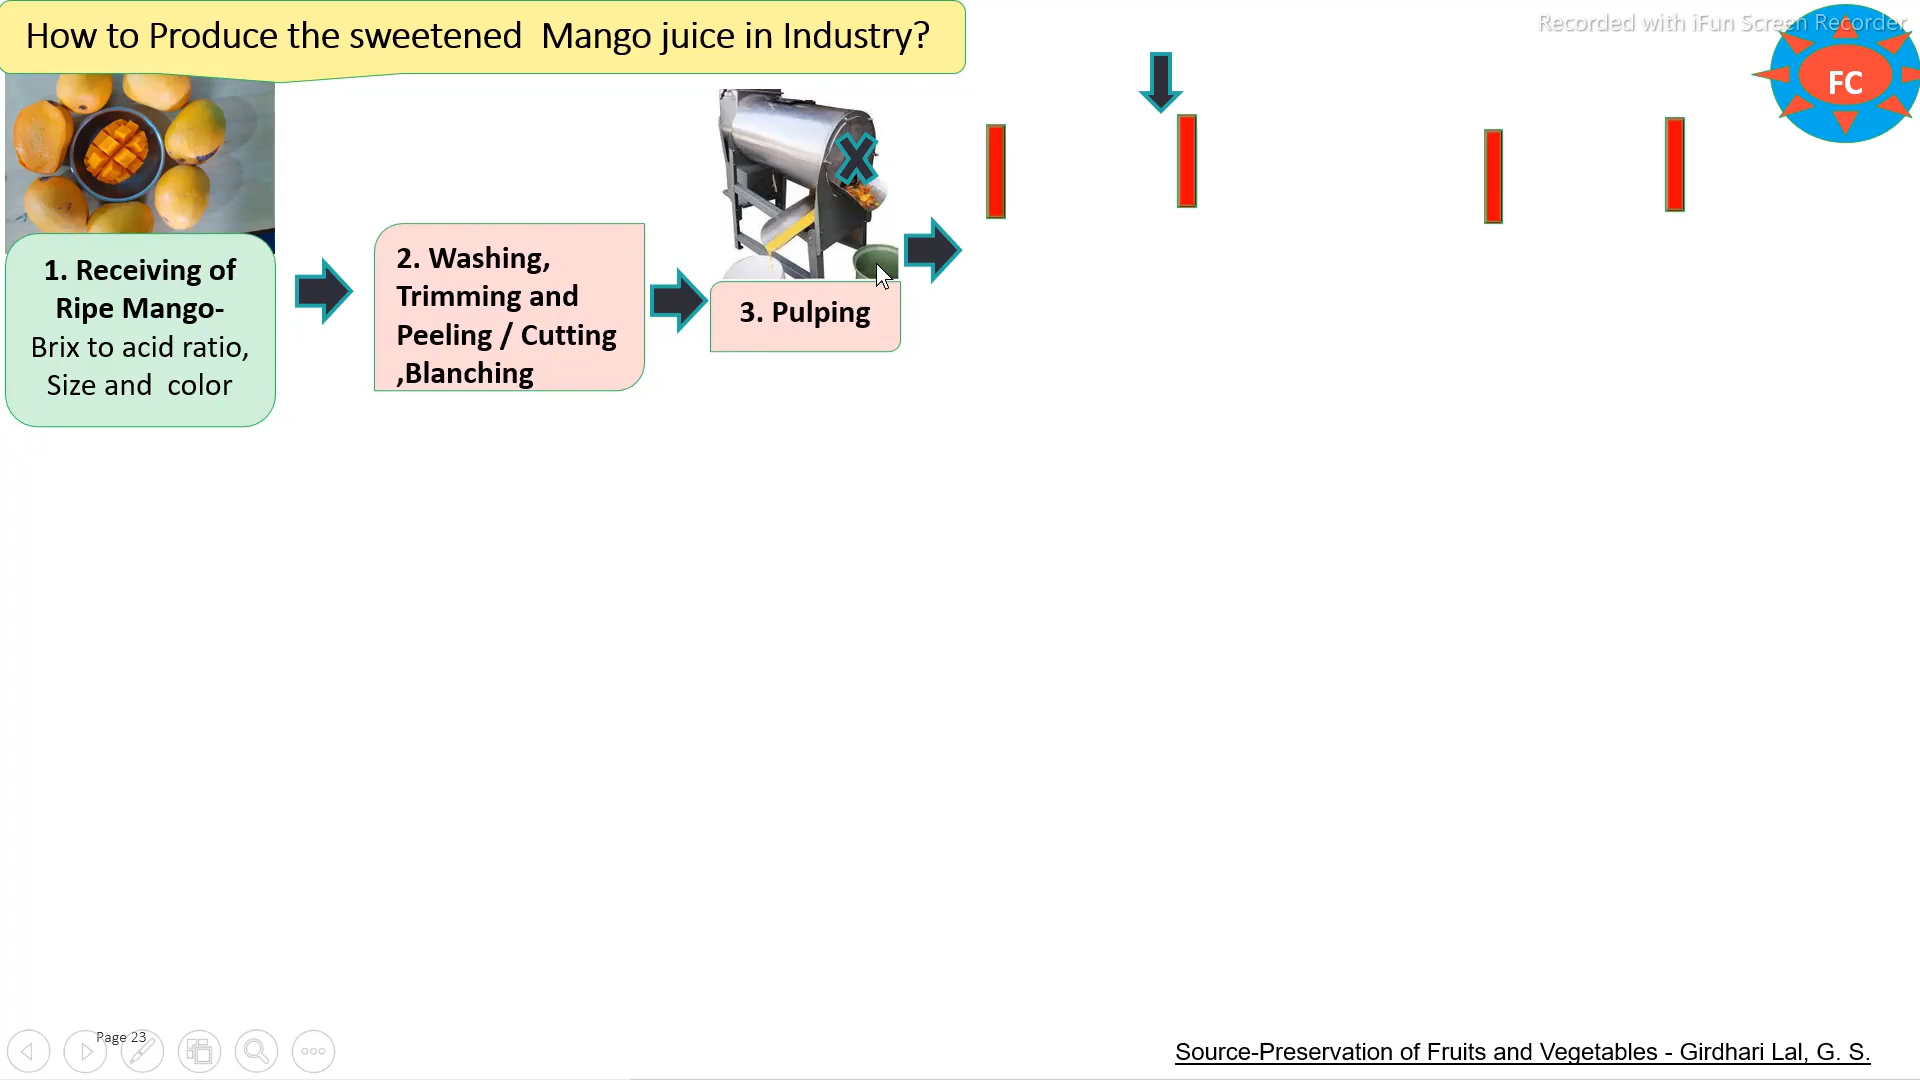 How to Produce the sweetened  Mango juice in Industry?
Recorded with iFun Screen Recorder
FC
X
1. Receiving of
Ripe Mango-
Brix to acid ratio,
Size and  color
2. Washing,
Trimming and
Peeling / Cutting
,Blanching
3. Pulping
Page 23
Source-Preservation of Fruits and Vegetables - Girdhari Lal, G. S.